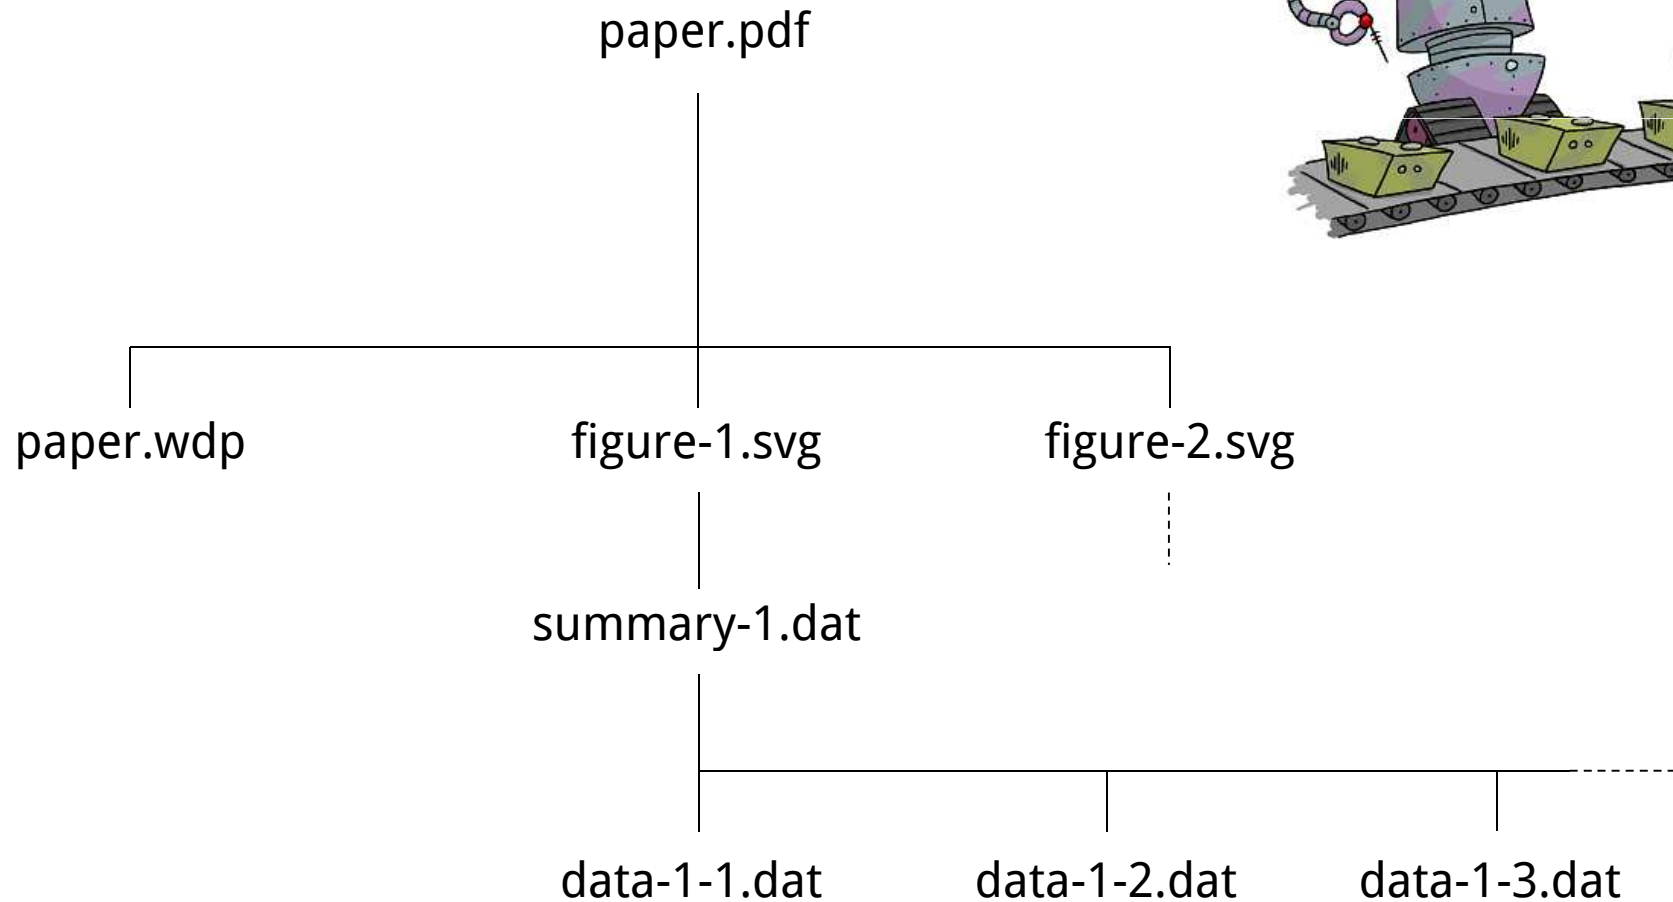 paper.pdf
paper.wdp figure-1.svg figure-2.svg
summary-1.dat
data-1-1.dat data-1-2.dat data-1-3.dat